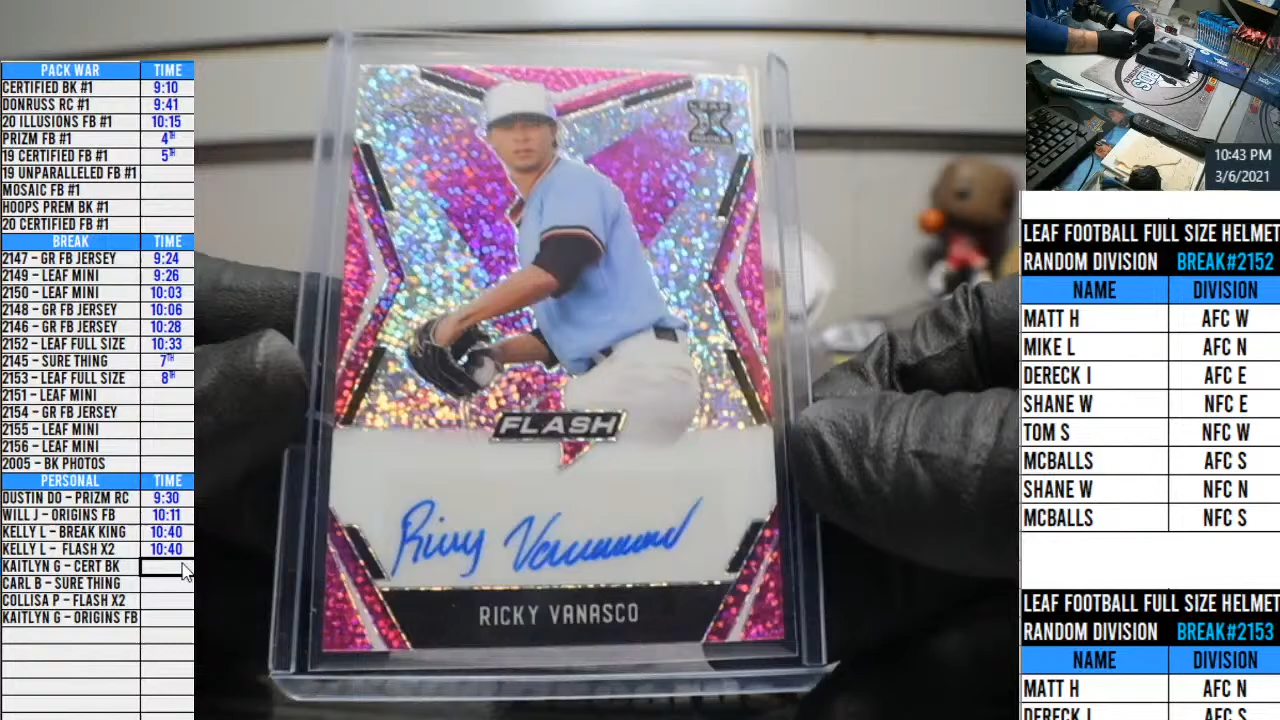 PACK WAR TIME
CERTIFIED BK #1 9:10
DONRUSS RC #1 9:41
20 ILLUSIONS FB #1 10:15
PRIZM FB #1 4TH
19 CERTIFIED FB #1 5TH
19 UNPARALLELED FB #1
MOSAIC FB #1
HOOPS PREM BK #1
20 CERTIFIED FB #1
BREAK TIME
2147 – GR FB JERSEY 9:24
2149 – LEAF MINI 9:26
2150 – LEAF MINI 10:03
2148 – GR FB JERSEY 10:06
2146 – GR FB JERSEY 10:28
2152 – LEAF FULL SIZE 10:33
2145 – SURE THING 7TH
2153 – LEAF FULL SIZE 8TH
2151 – LEAF MINI
2154 – GR FB JERSEY
2155 – LEAF MINI
2156 – LEAF MINI
2005 – BK PHOTOS
PERSONAL TIME
DUSTIN DO – PRIZM RC 9:30
WILL J – ORIGINS FB 10:11
KELLY L – BREAK KING 10:40
KELLY L – FLASH X2 10:40
KAITLYN G – CERT BK
CARL B – SURE THING
COLLISA P – FLASH X2
KAITLYN G – ORIGINS FB
FLASH
Ricky Vanasco
RICKY VANASCO
10:43 PM
3/6/2021
LEAF FOOTBALL FULL SIZE HELMET
RANDOM DIVISION BREAK#2152
NAME DIVISION
MATT H AFC W
MIKE L AFC N
DERECK I AFC E
SHANE W NFC E
TOM S NFC W
MCBALLS AFC S
SHANE W NFC N
MCBALLS NFC S
LEAF FOOTBALL FULL SIZE HELMET
RANDOM DIVISION BREAK#2153
NAME DIVISION
MATT H AFC N
DERECK I AFC S